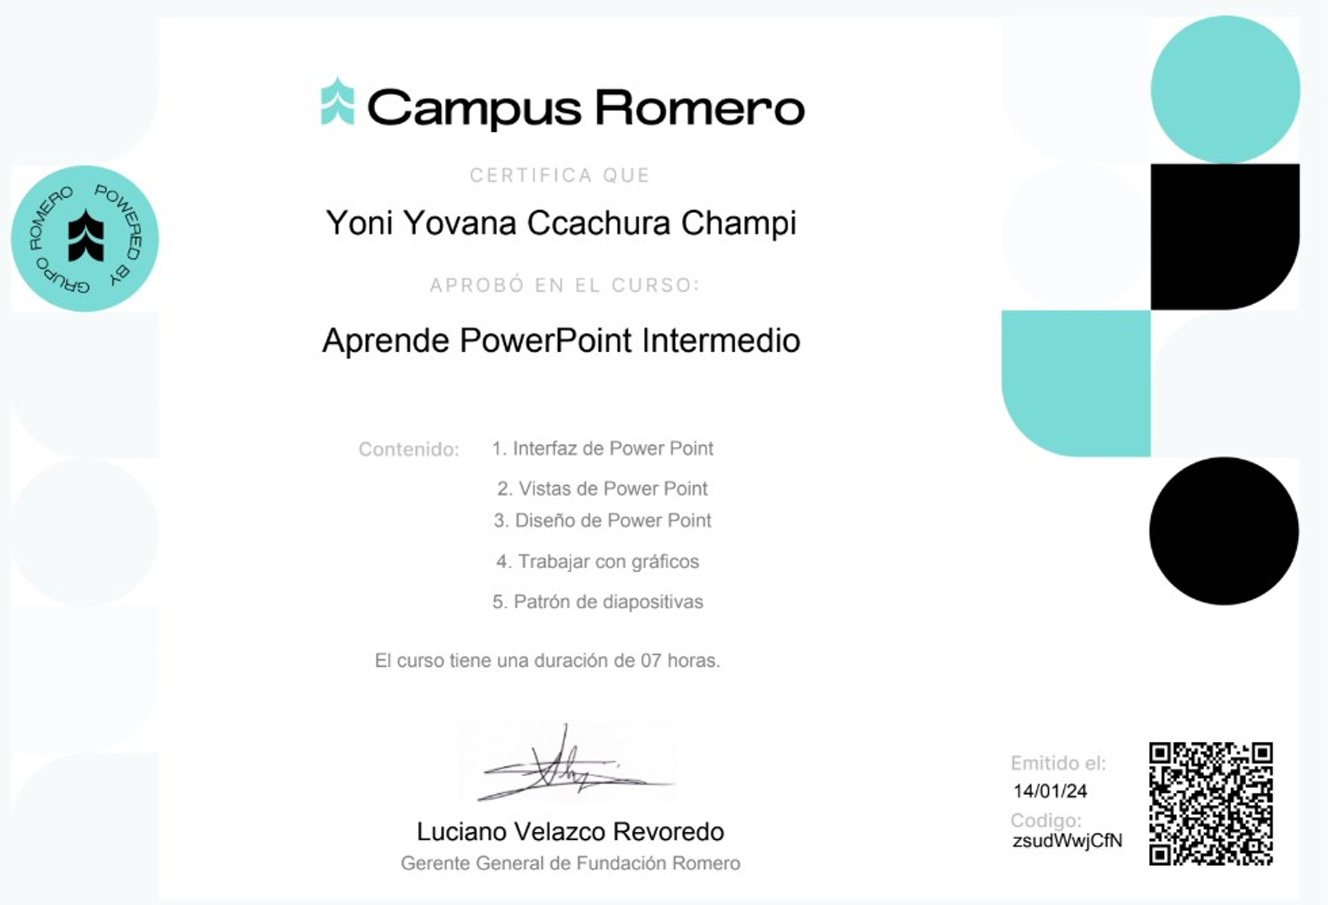 Campus Romero
CERTIFICA QUE
POWERED BY GRUPO ROMERO
Yoni Yovana Ccachura Champi
APROBÓ EN EL CURSO:
Aprende PowerPoint Intermedio
Contenido: 1. Interfaz de Power Point
2. Vistas de Power Point
3. Diseño de Power Point
4. Trabajar con gráficos
5. Patrón de diapositivas
El curso tiene una duración de 07 horas.
Luciano Velazco Revoredo
Gerente General de Fundación Romero
Emitido el:
14/01/24
Codigo:
zsudWwjCfN